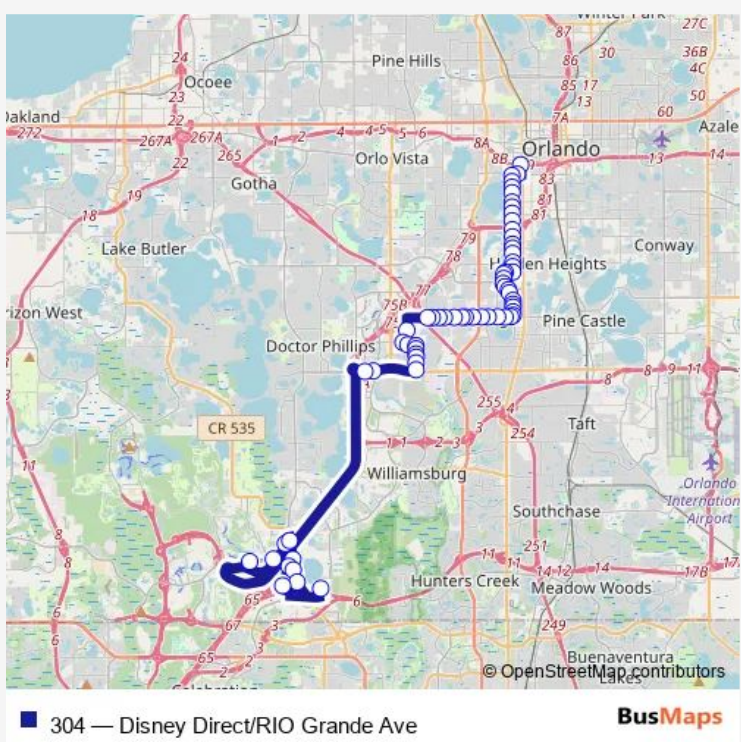 Winter Park
27C
87
24
86
30
36B
Pine Hills
4C
Ocoee
85
17
23
13
50
7A
60
22
Oakland
Azale
272
267A
267A
1
2
4
4
5
5
6
8A
Orlando
22
265
Orlo Vista
8B
13
14
83
Gotha
19
81
18
81
79
Lake Butler
78
Conway
Holden Heights
77
rizon West
75B
Pine Castle
Doctor Phillips
8
8
9
11
255
4
CR 535
254
Taft
1
1
2
3
11
Williamsburg
Orlando
International
Airport
Southchase
8
251
8
11
11
14
12
14
17B
17
Hunters Creek
Meadow Woods
65
6
6
67
3
249
6
65
2
3
Buenaventura
Lakes
© OpenStreetMap contributors
Celebration
304 — Disney Direct/RIO Grande Ave
BusMaps